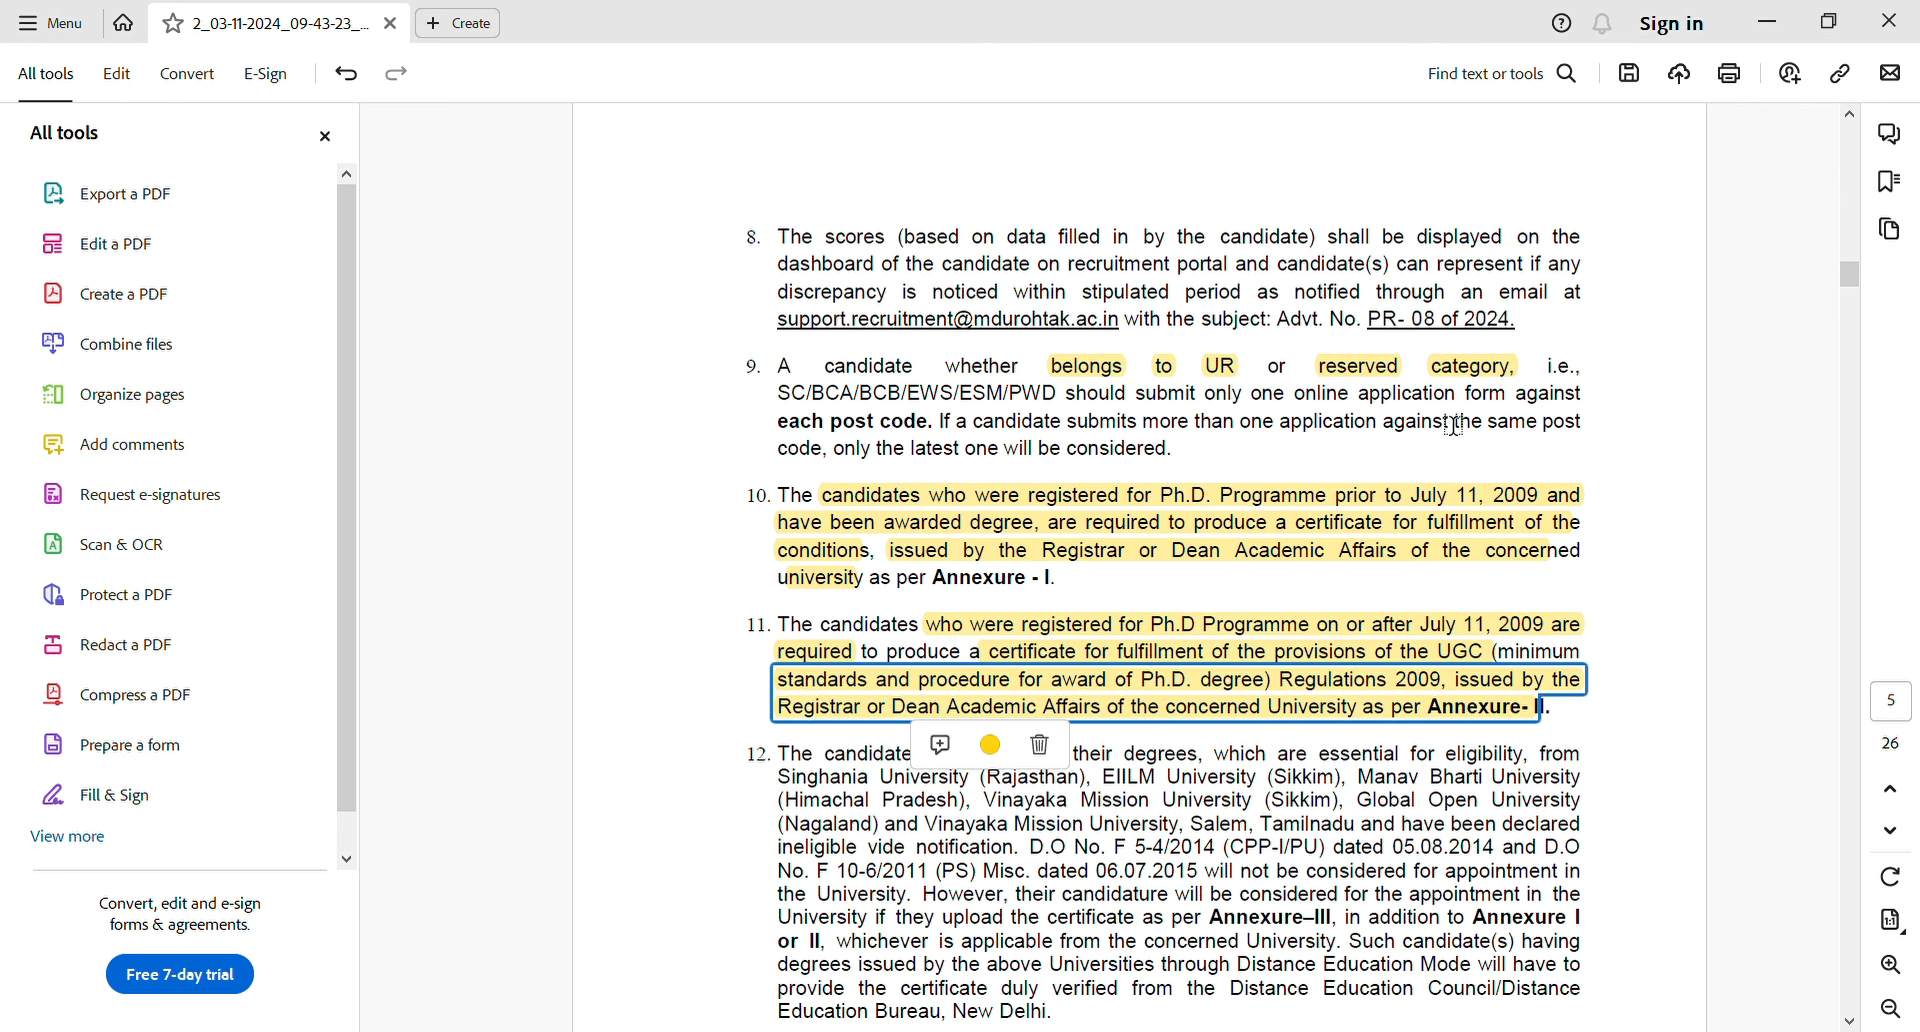 Menu
2_03-11-2024_09-43-23_...
Create
Sign in
All tools
Edit
Convert
E-Sign
Find text or tools
All tools
Export a PDF
Edit a PDF
Create a PDF
Combine files
Organize pages
Add comments
Request e-signatures
Scan & OCR
Protect a PDF
Redact a PDF
Compress a PDF
Prepare a form
Fill & Sign
View more
Convert, edit and e-sign
forms & agreements.
Free 7-day trial
8. The scores (based on data filled in by the candidate) shall be displayed on the
dashboard of the candidate on recruitment portal and candidate(s) can represent if any
discrepancy is noticed within stipulated period as notified through an email at
support.recruitment@mdurohtak.ac.in with the subject: Advt. No. PR- 08 of 2024.
9. A candidate whether belongs to UR or reserved category, i.e.,
SC/BCA/BCB/EWS/ESM/PWD should submit only one online application form against
each post code. If a candidate submits more than one application against the same post
code, only the latest one will be considered.
10. The candidates who were registered for Ph.D. Programme prior to July 11, 2009 and
have been awarded degree, are required to produce a certificate for fulfillment of the
conditions, issued by the Registrar or Dean Academic Affairs of the concerned
university as per Annexure - I.
11. The candidates who were registered for Ph.D Programme on or after July 11, 2009 are
required to produce a certificate for fulfillment of the provisions of the UGC (minimum
standards and procedure for award of Ph.D. degree) Regulations 2009, issued by the
Registrar or Dean Academic Affairs of the concerned University as per Annexure- II.
12. The candidate their degrees, which are essential for eligibility, from
Singhania University (Rajasthan), EIILM University (Sikkim), Manav Bharti University
(Himachal Pradesh), Vinayaka Mission University (Sikkim), Global Open University
(Nagaland) and Vinayaka Mission University, Salem, Tamilnadu and have been declared
ineligible vide notification. D.O No. F 5-4/2014 (CPP-I/PU) dated 05.08.2014 and D.O
No. F 10-6/2011 (PS) Misc. dated 06.07.2015 will not be considered for appointment in
the University. However, their candidature will be considered for the appointment in the
University if they upload the certificate as per Annexure–III, in addition to Annexure I
or II, whichever is applicable from the concerned University. Such candidate(s) having
degrees issued by the above Universities through Distance Education Mode will have to
provide the certificate duly verified from the Distance Education Council/Distance
Education Bureau, New Delhi.
5
26